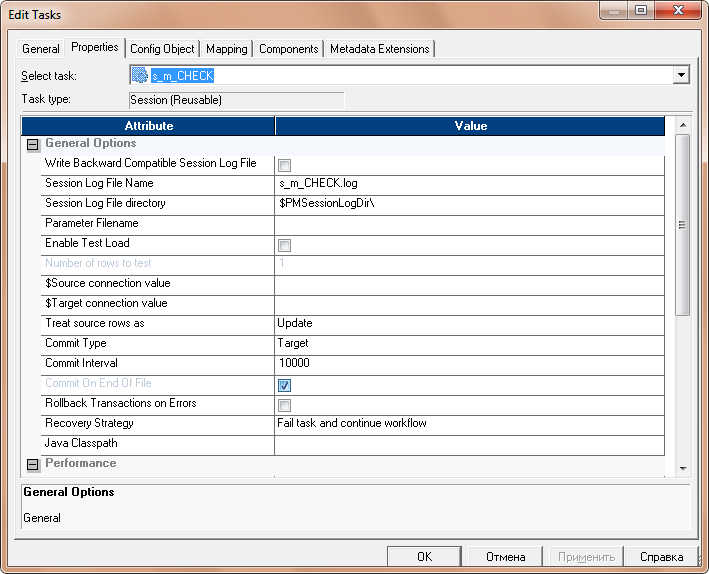 Edit Tasks
General Properties Config Object Mapping Components Metadata Extensions
Select task: s_m_CHECK
Task type: Session (Reusable)
Attribute Value
General Options
Write Backward Compatible Session Log File
Session Log File Name s_m_CHECK.log
Session Log File directory $PMSessionLogDir\
Parameter Filename
Enable Test Load
Number of rows to test 1
$Source connection value
$Target connection value
Treat source rows as Update
Commit Type Target
Commit Interval 10000
Commit On End Of File
Rollback Transactions on Errors
Recovery Strategy Fail task and continue workflow
Java Classpath
Performance
General Options
General
OK Отмена Применить Справка